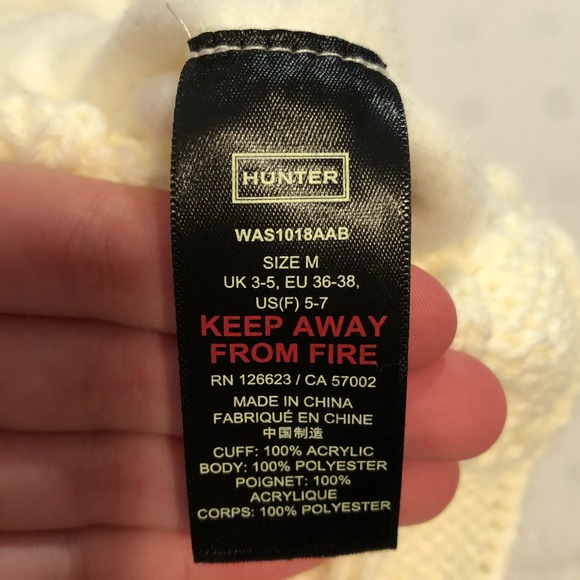 HUNTER
WAS1018AAB
SIZE M
UK 3-5, EU 36-38,
US(F) 5-7
KEEP AWAY
FROM FIRE
RN 126623 / CA 57002
MADE IN CHINA
FABRIQUÉ EN CHINE
中国制造
CUFF: 100% ACRYLIC
BODY: 100% POLYESTER
POIGNET: 100%
ACRYLIQUE
CORPS: 100% POLYESTER